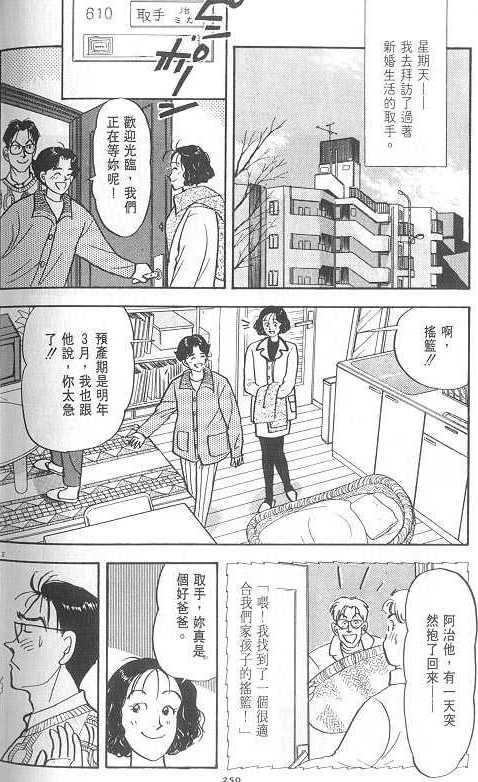 星期天——
我去拜訪了過著
新婚生活的取手。
610 取手 治
歡迎光臨，我們
正在等妳呢！
啊，
搖籃!!
預產期是明年
3月，我也跟
他說，你太急
了!!
阿治他，有一天突
然抱了回來——
「喂！我找到了一個很適
合我們家孩子的搖籃！」
取手，妳真是
個好爸爸。
250